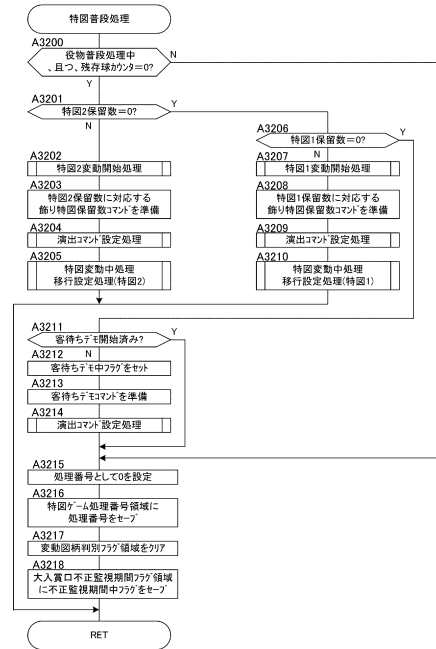 特図普段処理
A3200
役物普段処理中
、且つ、残存球カウンタ=0?
N
Y
A3201
特図2保留数=0?
Y
N
A3202
特図2変動開始処理
A3203
特図2保留数に対応する
飾り特図保留数コマンドを準備
A3204
演出コマンド設定処理
A3205
特図変動中処理
移行設定処理(特図2)
A3206
特図1保留数=0?
Y
N
A3207
特図1変動開始処理
A3208
特図1保留数に対応する
飾り特図保留数コマンドを準備
A3209
演出コマンド設定処理
A3210
特図変動中処理
移行設定処理(特図1)
A3211
客待ちデモ開始済み?
Y
N
A3212
客待ちデモ中フラグをセット
A3213
客待ちデモコマンドを準備
A3214
演出コマンド設定処理
A3215
処理番号として0を設定
A3216
特図ゲーム処理番号領域に
処理番号をセーブ
A3217
変動図柄判別フラグ領域をクリア
A3218
大入賞口不正監視期間フラグ領域
に不正監視期間中フラグをセーブ
RET